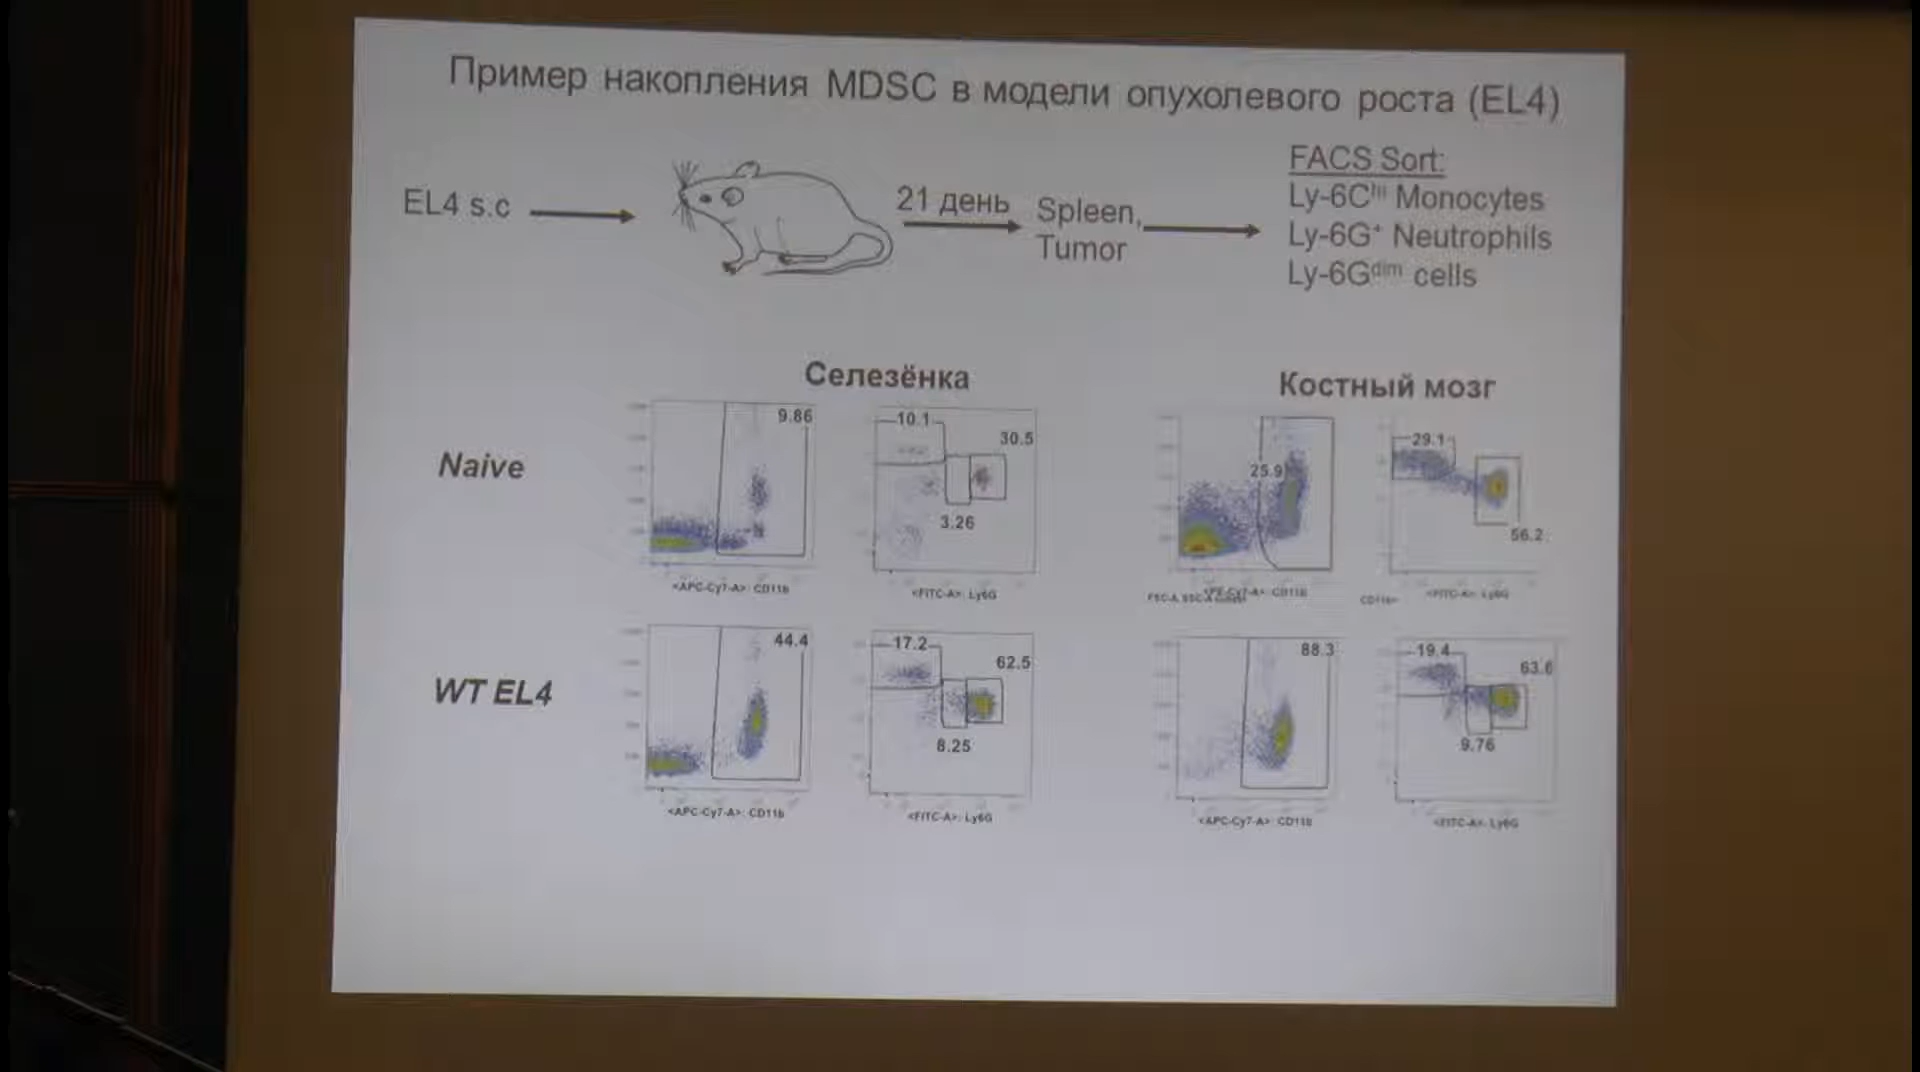 Пример накопления MDSC в модели опухолевого роста (EL4)
EL4 s.c
21 день
Spleen,
Tumor
FACS Sort:
Ly-6Chi Monocytes
Ly-6G+ Neutrophils
Ly-6Gdim cells
Селезёнка
Костный мозг
Naive
9.86
10.1
30.5
3.26
25.9
29.1
56.2
<APC-Cy7-A>: CD11b
<FITC-A>: Ly6G
CD11b+
<FITC-A>: Ly6G
WT EL4
44.4
17.2
62.5
8.25
88.3
19.4
63.6
9.76
<APC-Cy7-A>: CD11b
<FITC-A>: Ly6G
<APC-Cy7-A>: CD11b
<FITC-A>: Ly6G